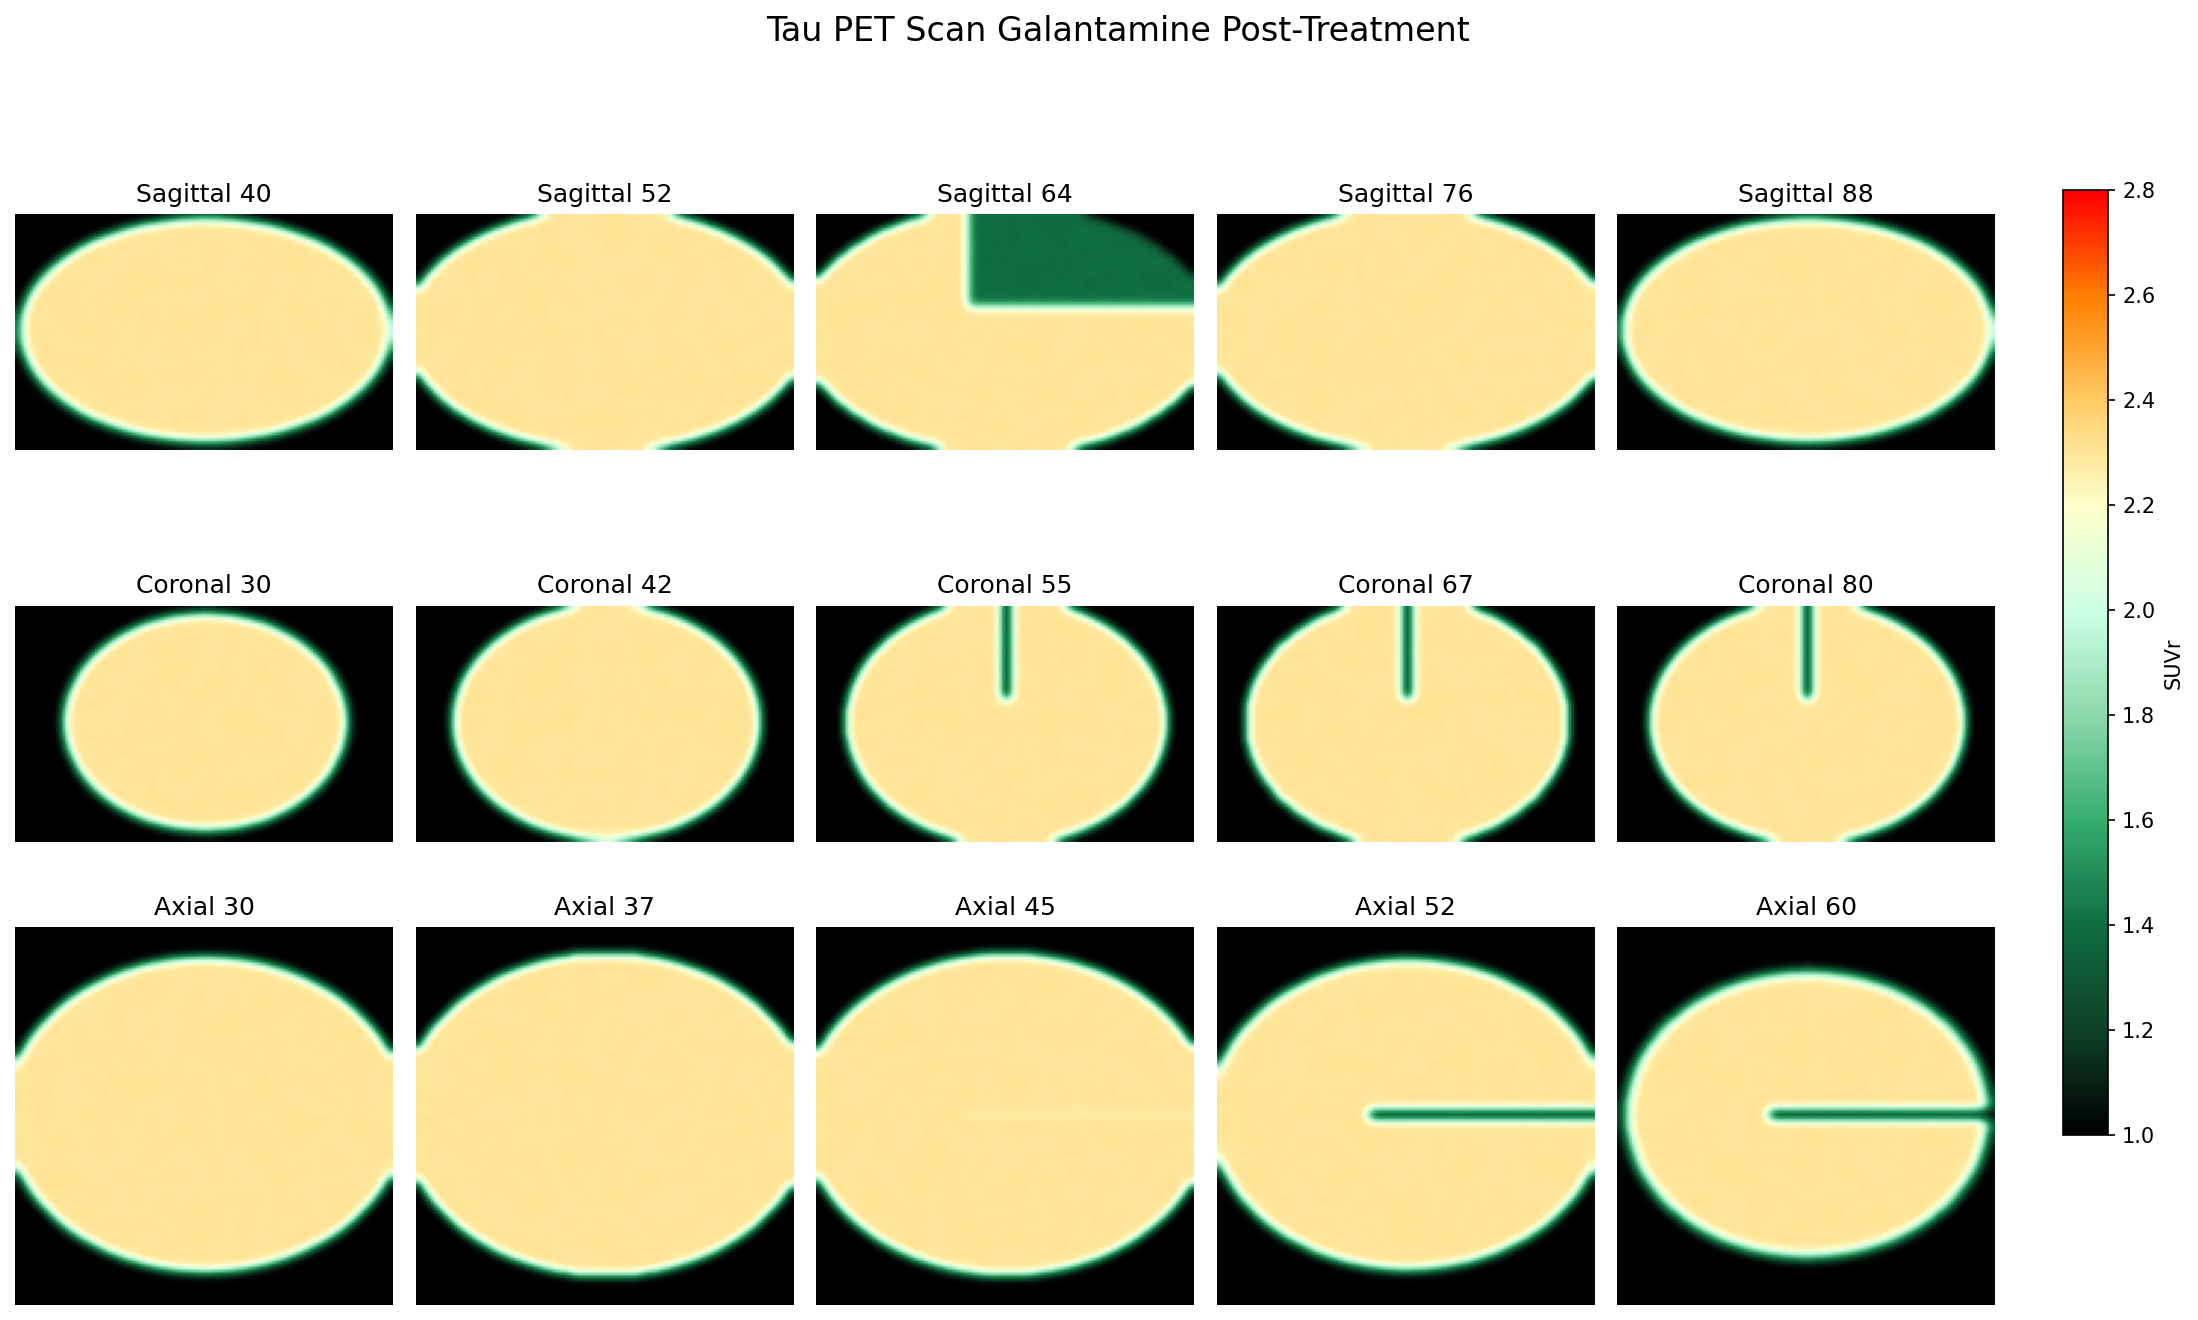 Tau PET Scan Galantamine Post-Treatment
Sagittal 40
Sagittal 52
Sagittal 64
Sagittal 76
Sagittal 88
Coronal 30
Coronal 42
Coronal 55
Coronal 67
Coronal 80
Axial 30
Axial 37
Axial 45
Axial 52
Axial 60
2.8
2.6
2.4
2.2
2.0
1.8
1.6
1.4
1.2
1.0
SUVr